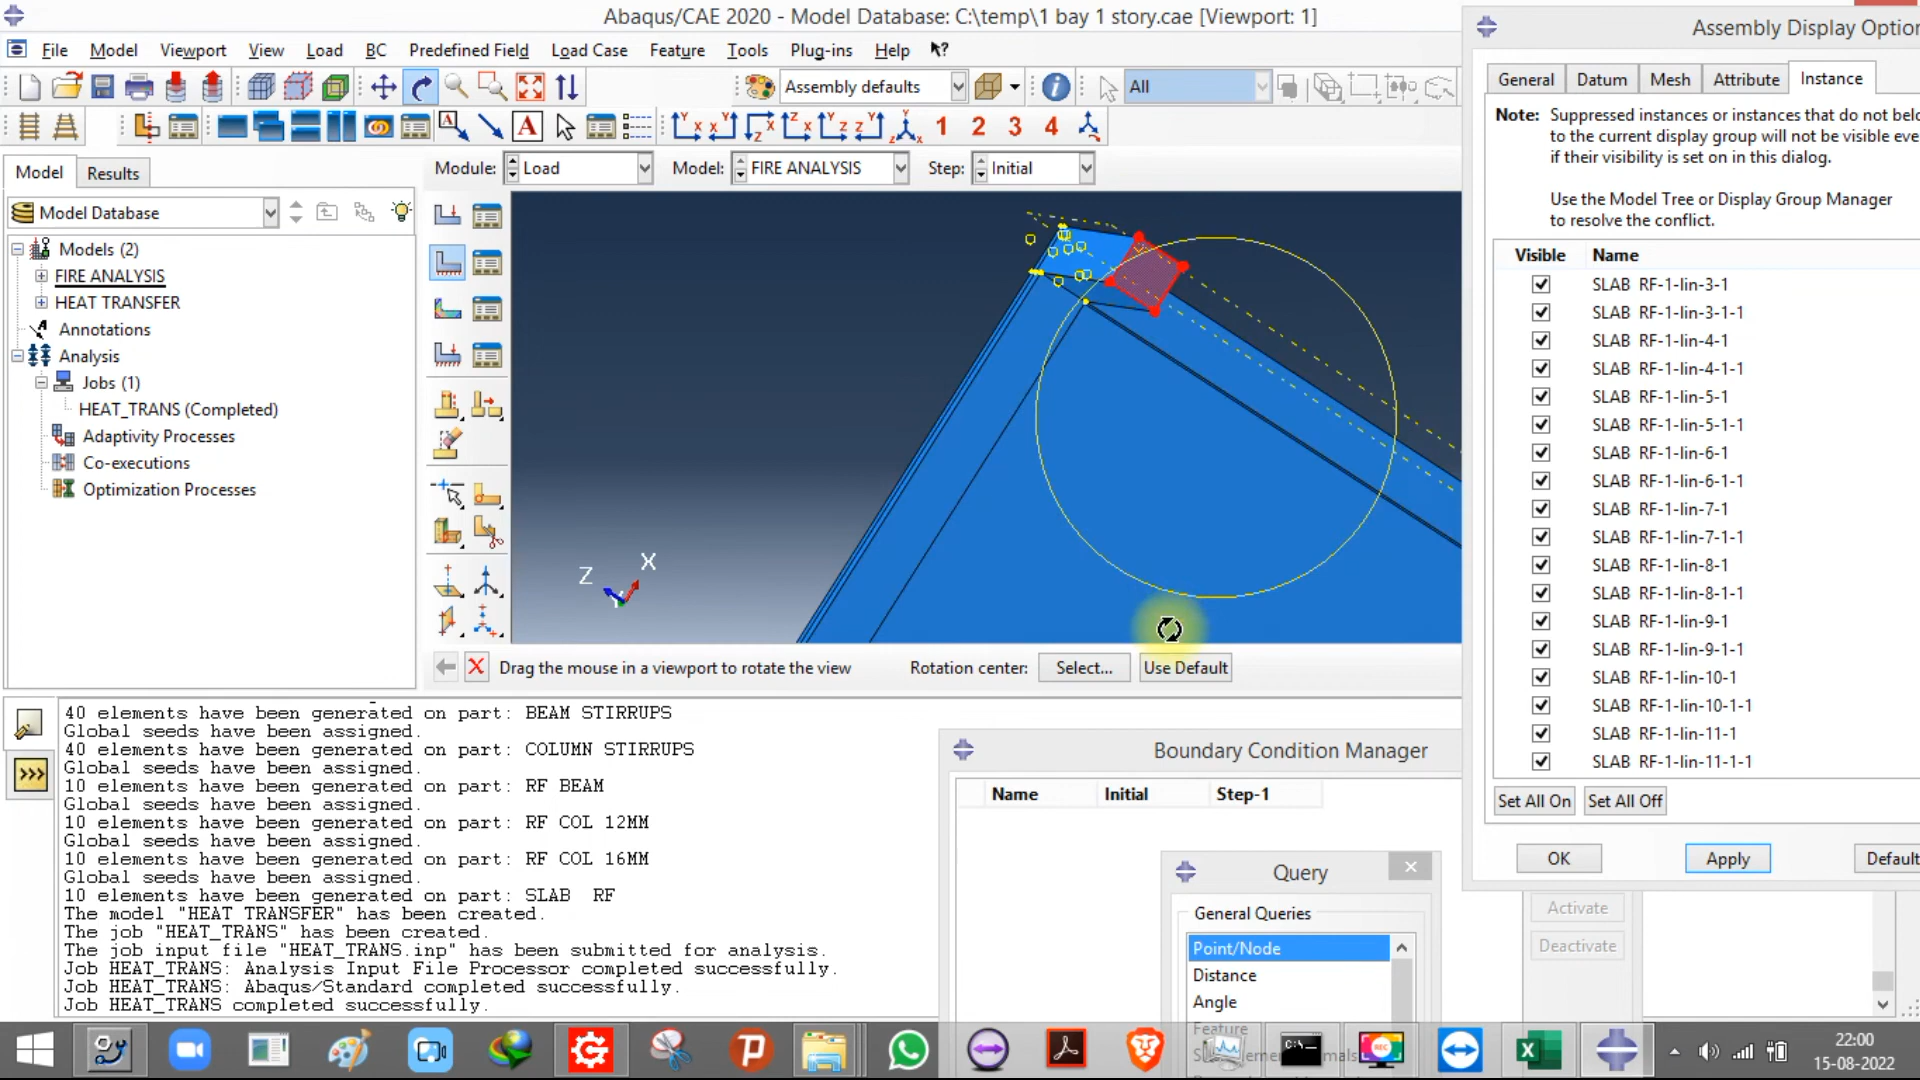 Abaqus/CAE 2020 - Model Database: C:\temp\1 bay 1 story.cae [Viewport: 1]
File Model Viewport View Load BC Predefined Field Load Case Feature Tools Plug-ins Help
Assembly defaults
All
1 2 3 4
Model Results
Module: Load Model: FIRE ANALYSIS Step: Initial
Model Database
Models (2)
FIRE ANALYSIS
HEAT TRANSFER
Annotations
Analysis
Jobs (1)
HEAT_TRANS (Completed)
Adaptivity Processes
Co-executions
Optimization Processes
Z X Y
Drag the mouse in a viewport to rotate the view Rotation center: Select... Use Default
40 elements have been generated on part: BEAM STIRRUPS
Global seeds have been assigned.
40 elements have been generated on part: COLUMN STIRRUPS
Global seeds have been assigned.
10 elements have been generated on part: RF BEAM
Global seeds have been assigned.
10 elements have been generated on part: RF COL 12MM
Global seeds have been assigned.
10 elements have been generated on part: RF COL 16MM
Global seeds have been assigned.
10 elements have been generated on part: SLAB  RF
The model "HEAT TRANSFER" has been created.
The job "HEAT_TRANS" has been created.
The job input file "HEAT_TRANS.inp" has been submitted for analysis.
Job HEAT_TRANS: Analysis Input File Processor completed successfully.
Job HEAT_TRANS: Abaqus/Standard completed successfully.
Job HEAT_TRANS completed successfully.
Assembly Display Option
General Datum Mesh Attribute Instance
Note: Suppressed instances or instances that do not belo
to the current display group will not be visible eve
if their visibility is set on in this dialog.
Use the Model Tree or Display Group Manager
to resolve the conflict.
Visible Name
SLAB RF-1-lin-3-1
SLAB RF-1-lin-3-1-1
SLAB RF-1-lin-4-1
SLAB RF-1-lin-4-1-1
SLAB RF-1-lin-5-1
SLAB RF-1-lin-5-1-1
SLAB RF-1-lin-6-1
SLAB RF-1-lin-6-1-1
SLAB RF-1-lin-7-1
SLAB RF-1-lin-7-1-1
SLAB RF-1-lin-8-1
SLAB RF-1-lin-8-1-1
SLAB RF-1-lin-9-1
SLAB RF-1-lin-9-1-1
SLAB RF-1-lin-10-1
SLAB RF-1-lin-10-1-1
SLAB RF-1-lin-11-1
SLAB RF-1-lin-11-1-1
Set All On Set All Off
OK Apply Default
Boundary Condition Manager
Name Initial Step-1
Activate
Deactivate
Query
General Queries
Point/Node
Distance
Angle
Feature
22:00
15-08-2022